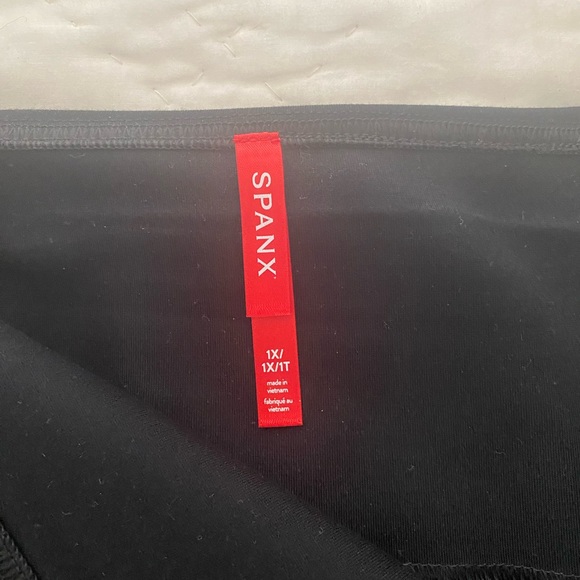 SPANX
1X/
1X/1T
made in
vietnam
fabriqué au
vietnam